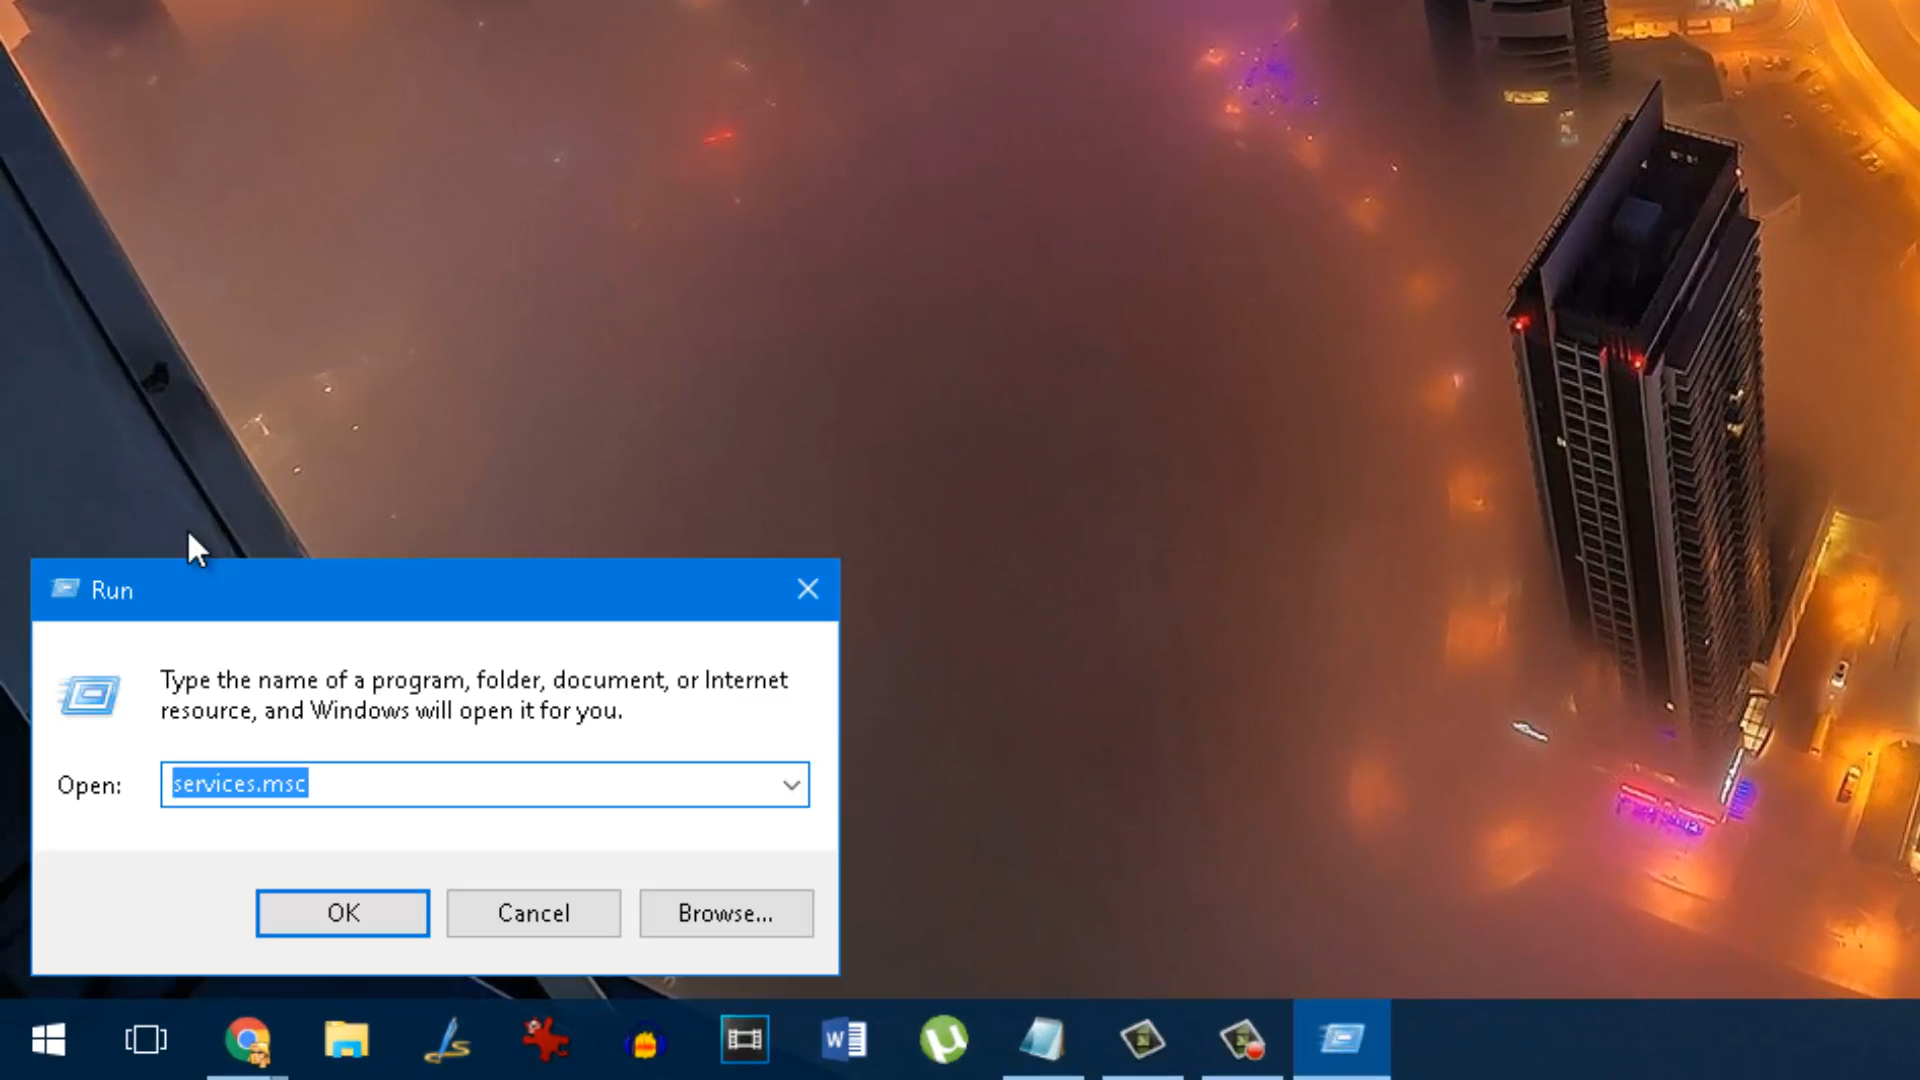 Run
Type the name of a program, folder, document, or Internet
resource, and Windows will open it for you.
Open:
services.msc
OK
Cancel
Browse...
W
µ